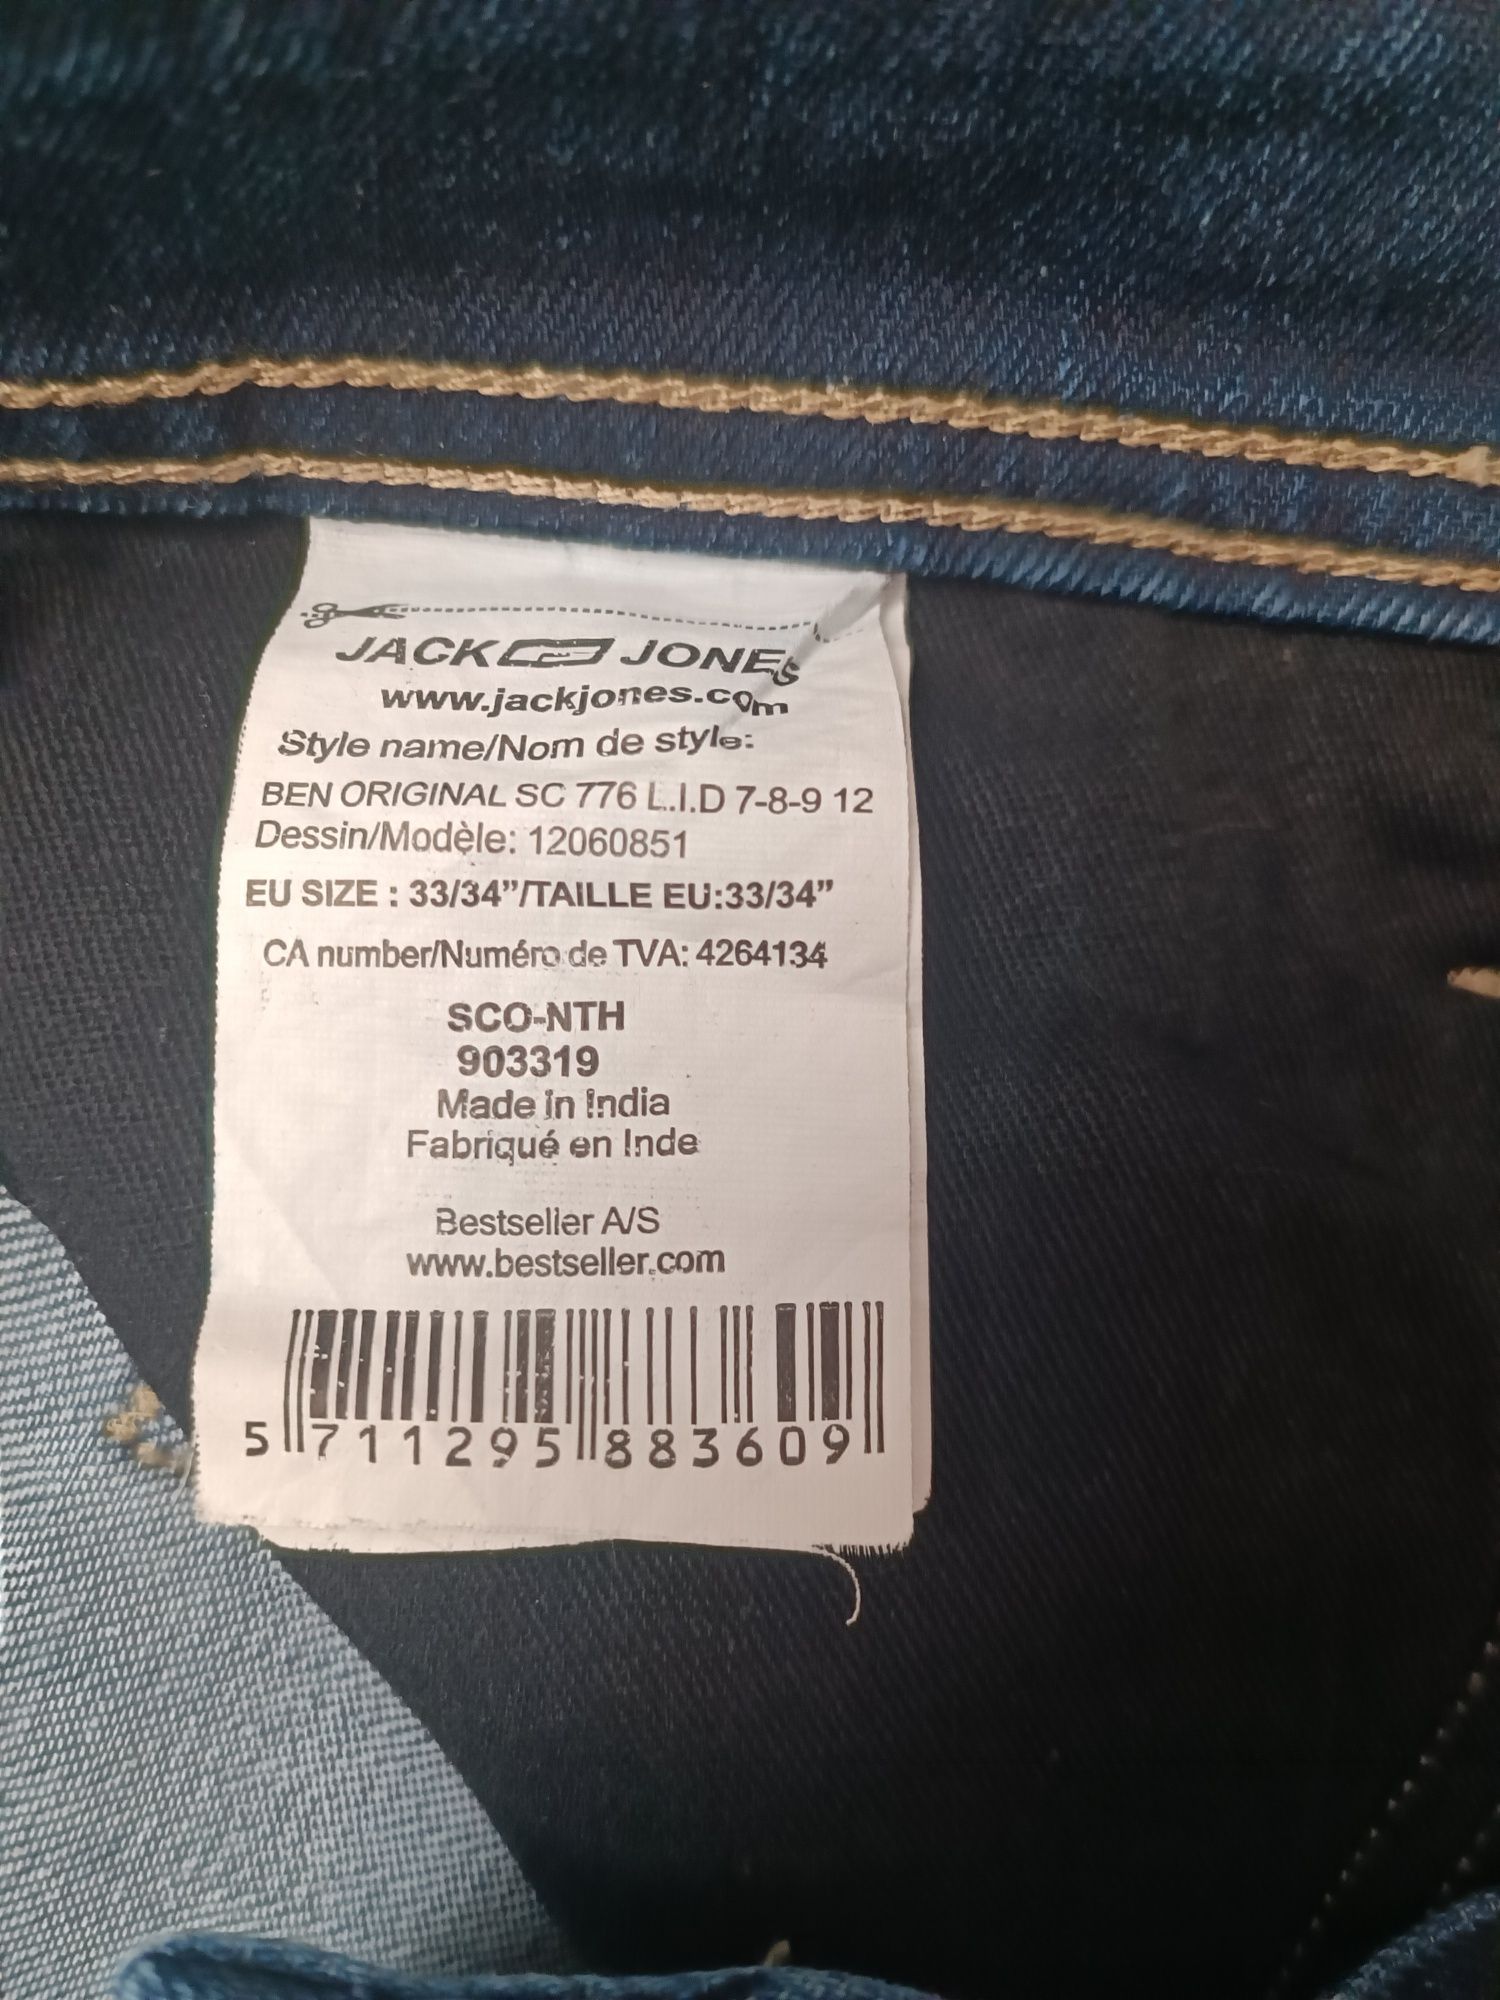 JACK JONES
www.jackjones.com
Style name/Nom de style:
BEN ORIGINAL SC 776 L.I.D 7-8-9 12
Dessin/Modèle: 12060851
EU SIZE : 33/34”/TAILLE EU:33/34”
CA number/Numéro de TVA: 4264134
SCO-NTH
903319
Made in India
Fabriqué en Inde
Bestseller A/S
www.bestseller.com
5 711295 883609